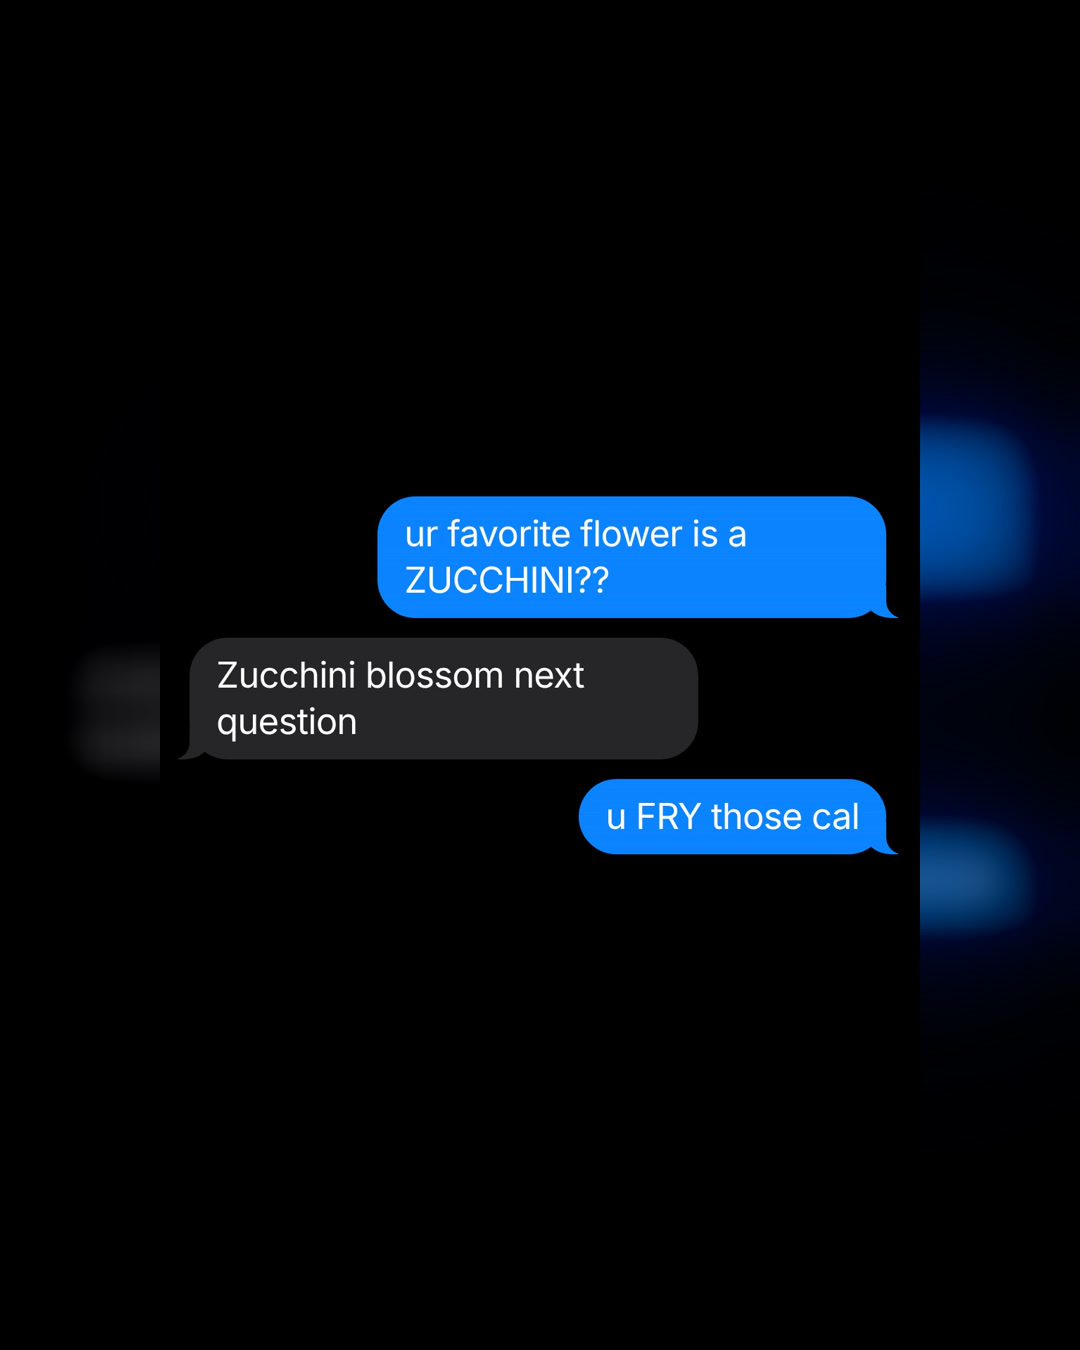 ur favorite flower is a
ZUCCHINI??
Zucchini blossom next
question
u FRY those cal